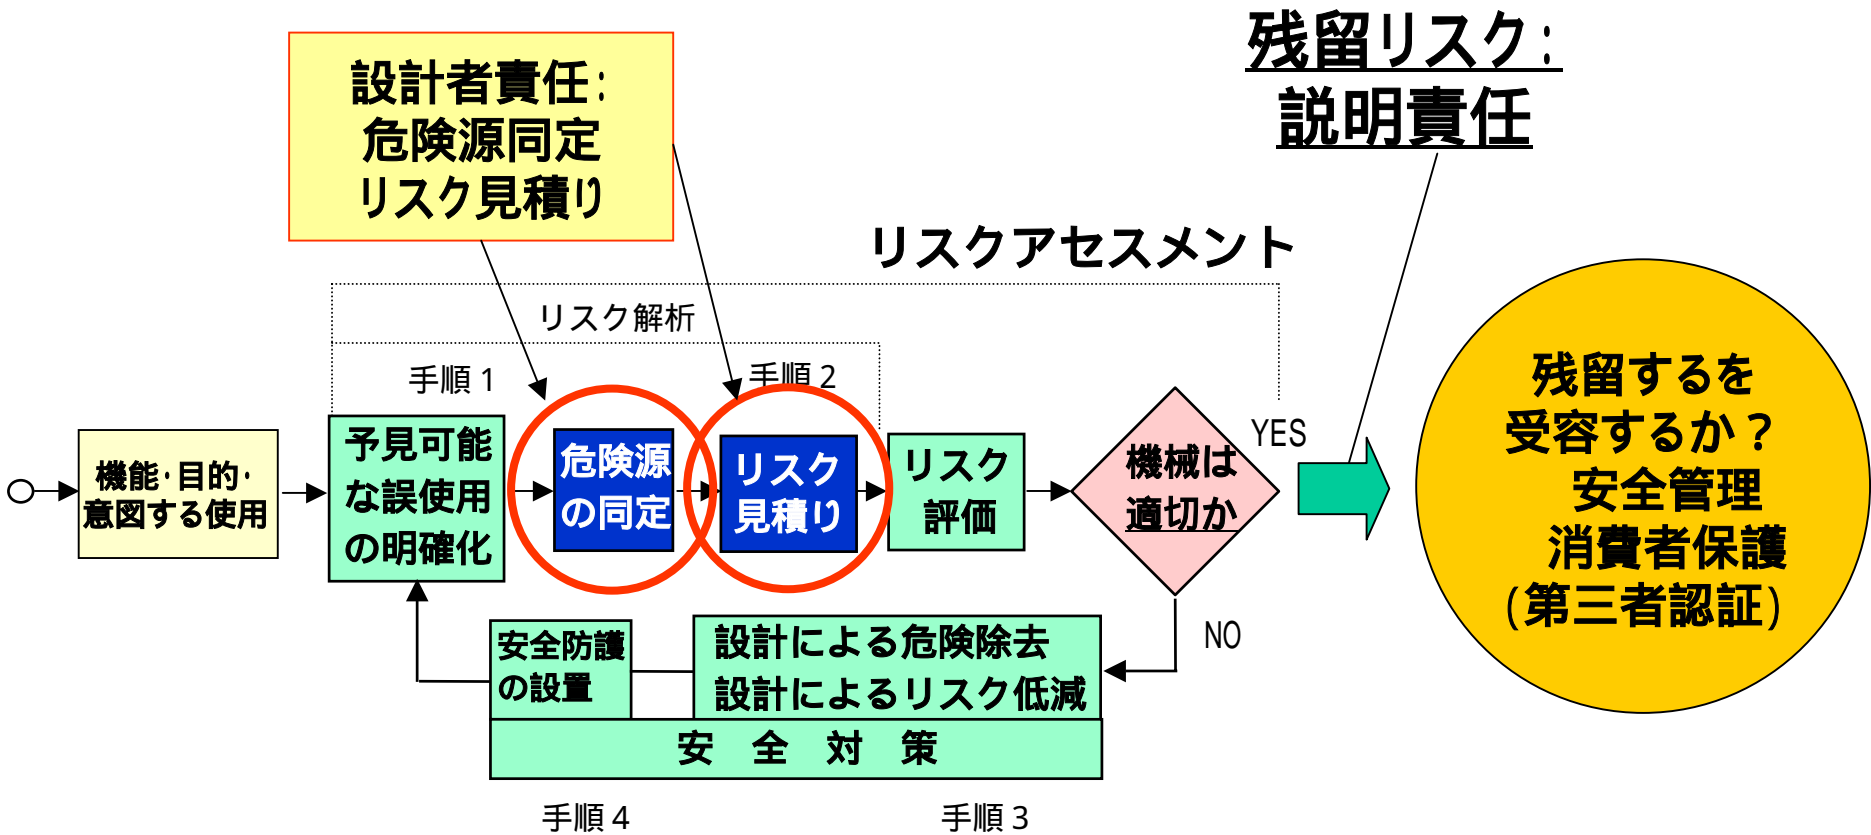 残留リスク:
説明責任
設計者責任:
危険源同定
リスク見積り
リスクアセスメント
リスク解析
手順1
手順2
機能・目的・
意図する使用
予見可能
な誤使用
の明確化
危険源
の同定
リスク
見積り
リスク
評価
機械は
適切か
YES
NO
残留するを
受容するか?
安全管理
消費者保護
(第三者認証)
安全防護
の設置
設計による危険除去
設計によるリスク低減
安 全 対 策
手順4
手順3